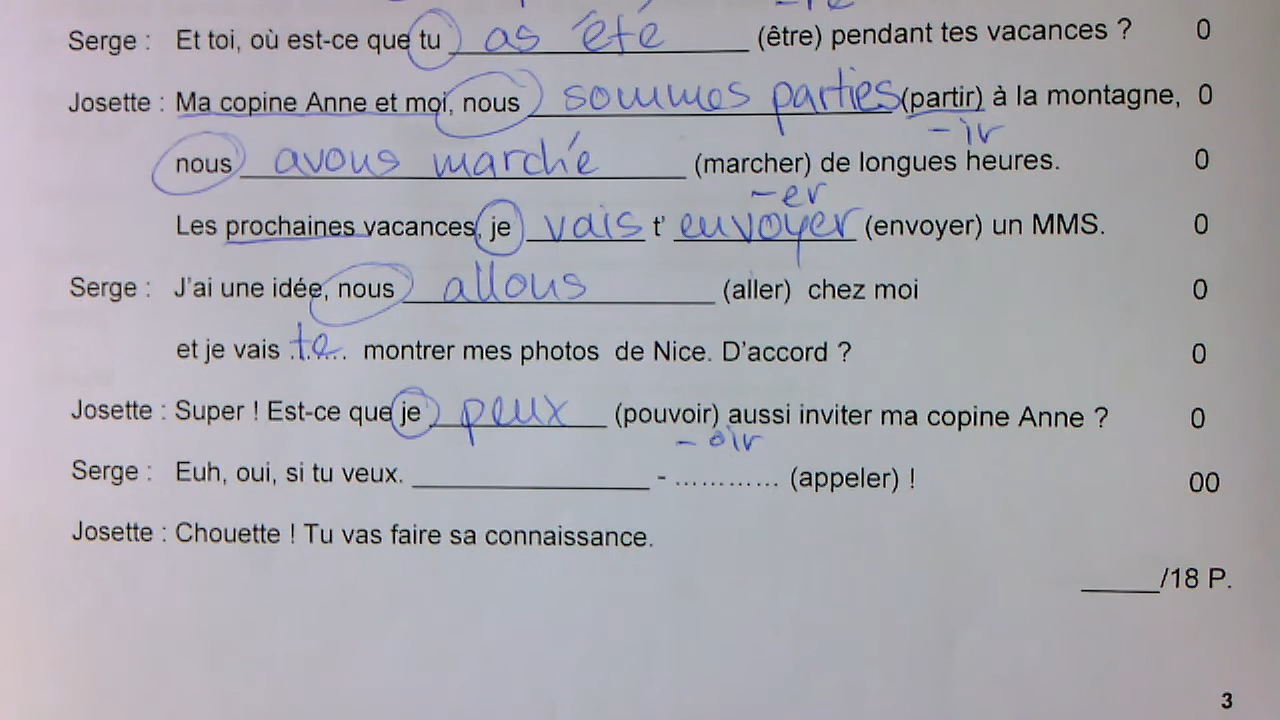 Serge : Et toi, où est-ce que tu as été (être) pendant tes vacances ? 0
Josette : Ma copine Anne et moi, nous sommes parties (partir) à la montagne, 0
-ir
nous avons marché (marcher) de longues heures. 0
-er
Les prochaines vacances, je vais t' envoyer (envoyer) un MMS. 0
Serge : J'ai une idée, nous allons (aller) chez moi 0
et je vais te montrer mes photos de Nice. D'accord ? 0
Josette : Super ! Est-ce que je peux (pouvoir) aussi inviter ma copine Anne ? 0
-oir
Serge : Euh, oui, si tu veux. __________ - ............ (appeler) ! 00
Josette : Chouette ! Tu vas faire sa connaissance.
_____/18 P.
3